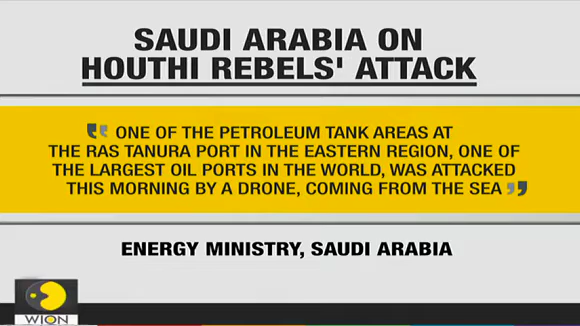 SAUDI ARABIA ON
HOUTHI REBELS' ATTACK
❝ ONE OF THE PETROLEUM TANK AREAS AT
THE RAS TANURA PORT IN THE EASTERN REGION, ONE OF
THE LARGEST OIL PORTS IN THE WORLD, WAS ATTACKED
THIS MORNING BY A DRONE, COMING FROM THE SEA ❞
ENERGY MINISTRY, SAUDI ARABIA
WION